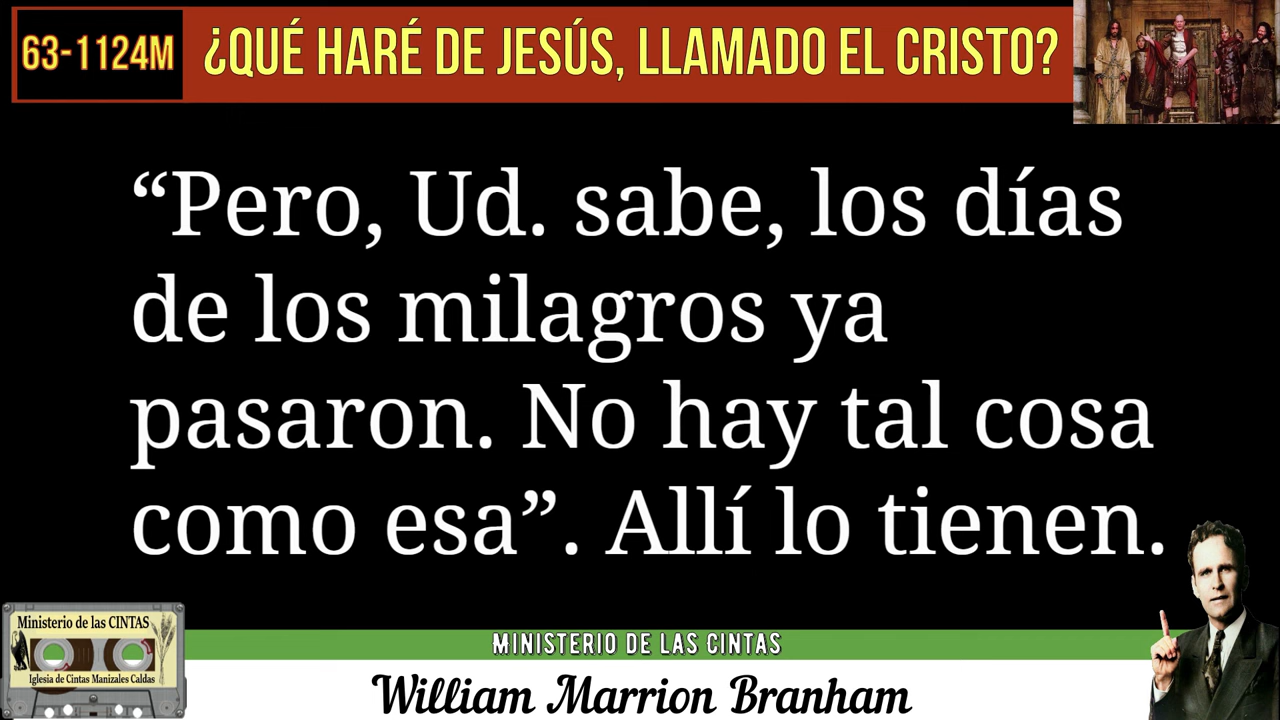 63-1124M
¿QUÉ HARÉ DE JESÚS, LLAMADO EL CRISTO?
“Pero, Ud. sabe, los días
de los milagros ya
pasaron. No hay tal cosa
como esa”. Allí lo tienen.
Ministerio de las CINTAS
Iglesia de Cintas Manizales Caldas
MINISTERIO DE LAS CINTAS
William Marrion Branham